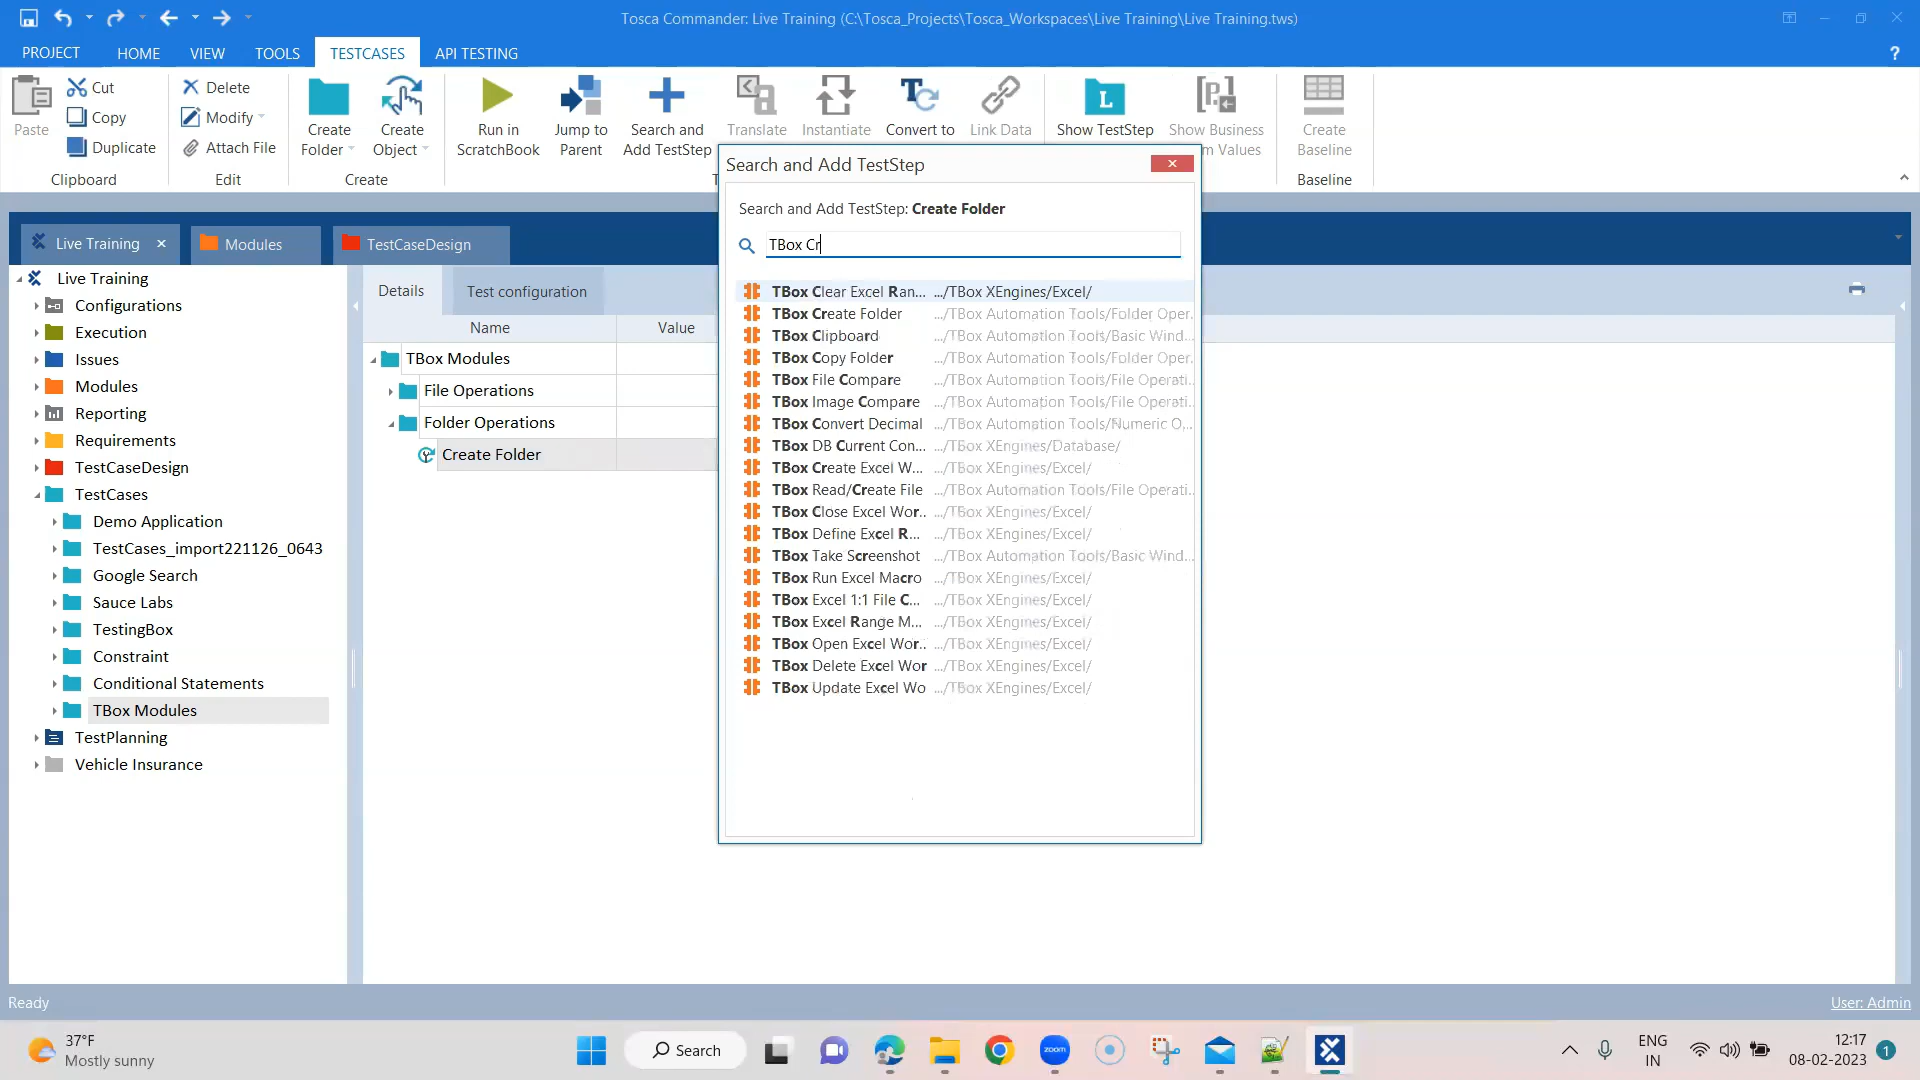 Tosca Commander: Live Training (C:\Tosca_Projects\Tosca_Workspaces\Live Training\Live Training.tws)
PROJECT HOME VIEW TOOLS TESTCASES API TESTING ?
Paste Cut Copy Duplicate
Clipboard
Delete Modify Attach File
Edit
Create Folder Create Object
Create
Run in ScratchBook
Jump to Parent
Search and Add TestStep
Translate
Instantiate
Convert to
Link Data
Show TestStep
Show Business
m Values
Create Baseline
Baseline
Live Training
Modules
TestCaseDesign
Live Training
Configurations
Execution
Issues
Modules
Reporting
Requirements
TestCaseDesign
TestCases
Demo Application
TestCases_import221126_0643
Google Search
Sauce Labs
TestingBox
Constraint
Conditional Statements
TBox Modules
TestPlanning
Vehicle Insurance
Details Test configuration
Name Value
TBox Modules
File Operations
Folder Operations
Create Folder
Search and Add TestStep
Search and Add TestStep: Create Folder
TBox Cr
TBox Clear Excel Ran... .../TBox XEngines/Excel/
TBox Create Folder .../TBox Automation Tools/Folder Oper...
TBox Clipboard .../TBox Automation Tools/Basic Wind...
TBox Copy Folder .../TBox Automation Tools/Folder Oper...
TBox File Compare .../TBox Automation Tools/File Operati...
TBox Image Compare .../TBox Automation Tools/File Operati...
TBox Convert Decimal .../TBox Automation Tools/Numeric O...
TBox DB Current Con... .../TBox XEngines/Database/
TBox Create Excel W... .../TBox XEngines/Excel/
TBox Read/Create File .../TBox Automation Tools/File Operati...
TBox Close Excel Wor... .../TBox XEngines/Excel/
TBox Define Excel R... .../TBox XEngines/Excel/
TBox Take Screenshot .../TBox Automation Tools/Basic Wind...
TBox Run Excel Macro .../TBox XEngines/Excel/
TBox Excel 1:1 File C... .../TBox XEngines/Excel/
TBox Excel Range M... .../TBox XEngines/Excel/
TBox Open Excel Wor... .../TBox XEngines/Excel/
TBox Delete Excel Wor .../TBox XEngines/Excel/
TBox Update Excel Wo .../TBox XEngines/Excel/
Ready
User: Admin
37°F
Mostly sunny
Search
zoom
ENG
IN
12:17
08-02-2023
1